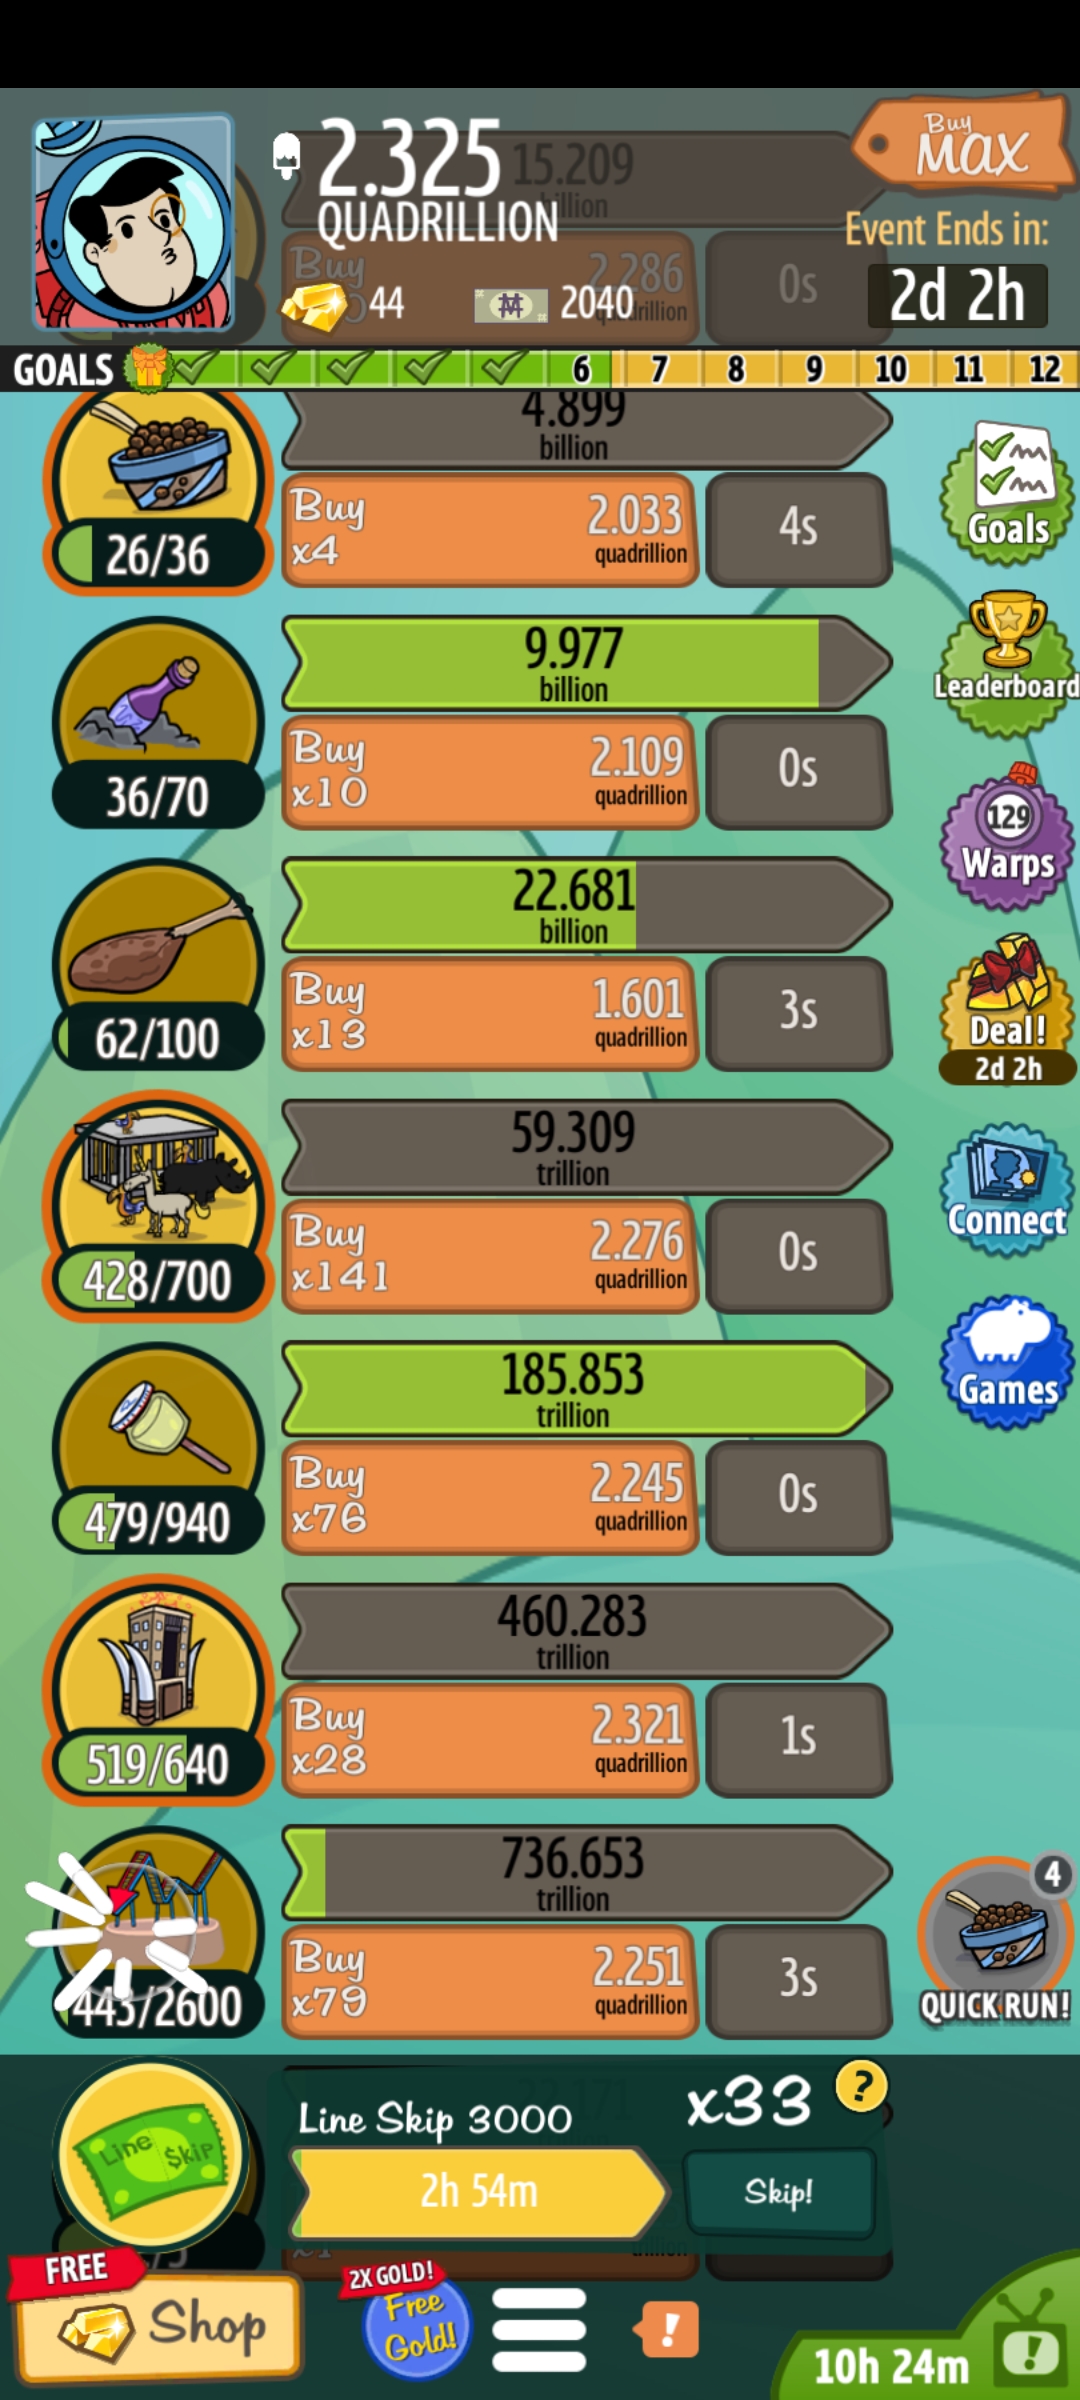 2.325
QUADRILLION
15.209
billion
Buy
MAX
Event Ends in:
2d 2h
Buy
2.286
0s
44
2040
GOALS 6 7 8 9 10 11 12
4.899
billion
26/36
Buy
x4
2.033
quadrillion
4s
Goals
9.977
billion
36/70
Buy
x10
2.109
quadrillion
0s
Leaderboard
22.681
billion
62/100
Buy
x13
1.601
quadrillion
3s
129
Warps
Deal!
2d 2h
59.309
trillion
428/700
Buy
x141
2.276
quadrillion
0s
Connect
185.853
trillion
479/940
Buy
x76
2.245
quadrillion
0s
Games
460.283
trillion
519/640
Buy
x28
2.321
quadrillion
1s
736.653
trillion
443/2600
Buy
x79
2.251
quadrillion
3s
4
QUICK RUN!
Line Skip
Line Skip 3000
x33
?
2h 54m
Skip!
FREE
Shop
2X GOLD!
Free
Gold!
!
10h 24m
!